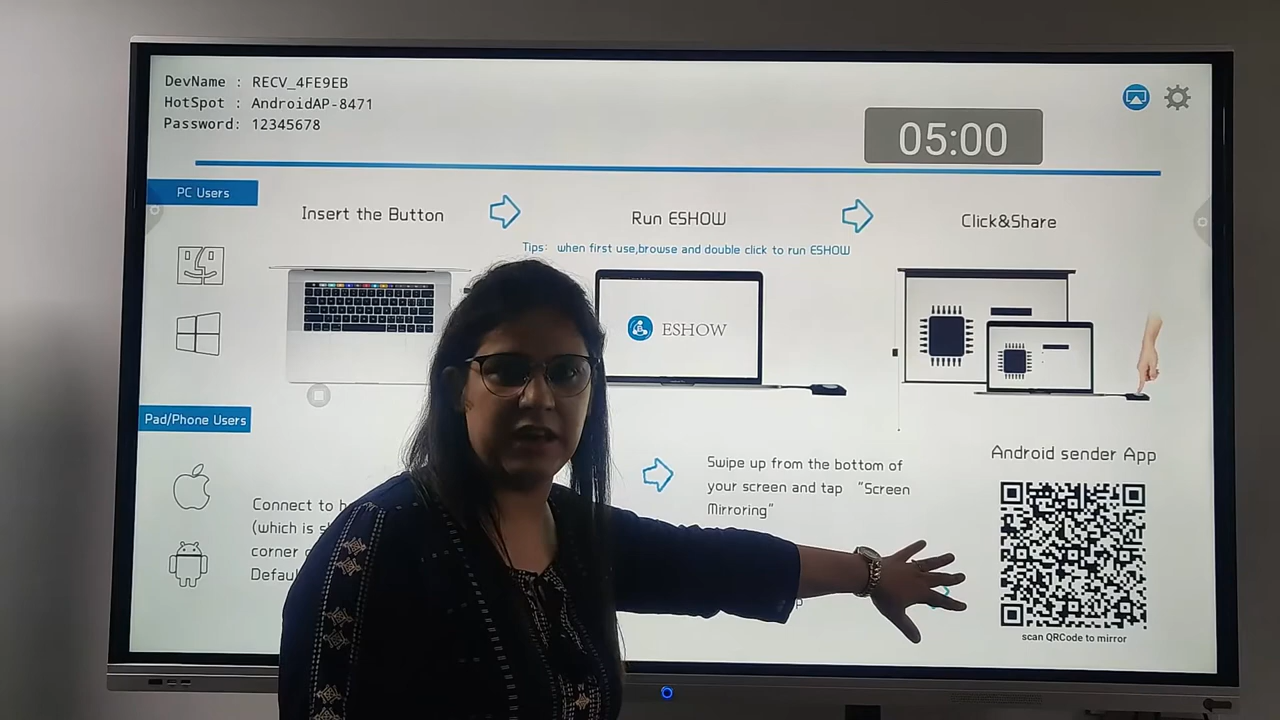 DevName : RECV_4FE9EB
HotSpot : AndroidAP-8471
Password: 12345678
05:00
PC Users
Insert the Button
Run ESHOW
Click&Share
Tips: when first use,browse and double click to run ESHOW
ESHOW
Pad/Phone Users
Connect to
(which is
corner
Swipe up from the bottom of
your screen and tap “Screen
Mirroring”
Android sender App
scan QRCode to mirror